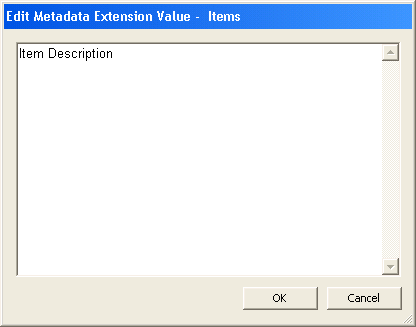 Edit Metadata Extension Value - Items
Item Description
OK
Cancel